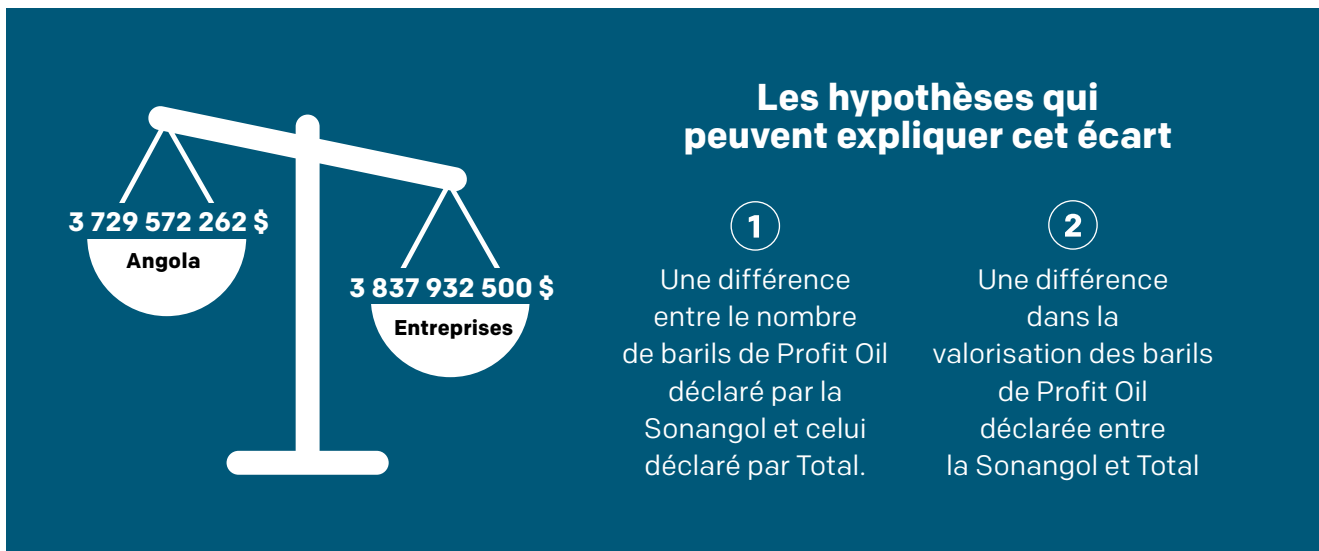 3 729 572 262 $
Angola
3 837 932 500 $
Entreprises
Les hypothèses qui
peuvent expliquer cet écart
1
Une différence
entre le nombre
de barils de Profit Oil
déclaré par la
Sonangol et celui
déclaré par Total.
2
Une différence
dans la
valorisation des barils
de Profit Oil
déclarée entre
la Sonangol et Total